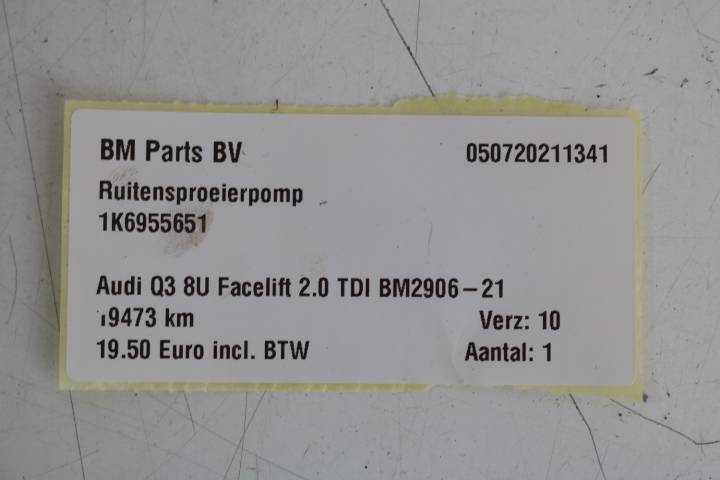 BM Parts BV 050720211341
Ruitensproeierpomp
1K6955651
Audi Q3 8U Facelift 2.0 TDI BM2906-21
19473 km Verz: 10
19.50 Euro incl. BTW Aantal: 1